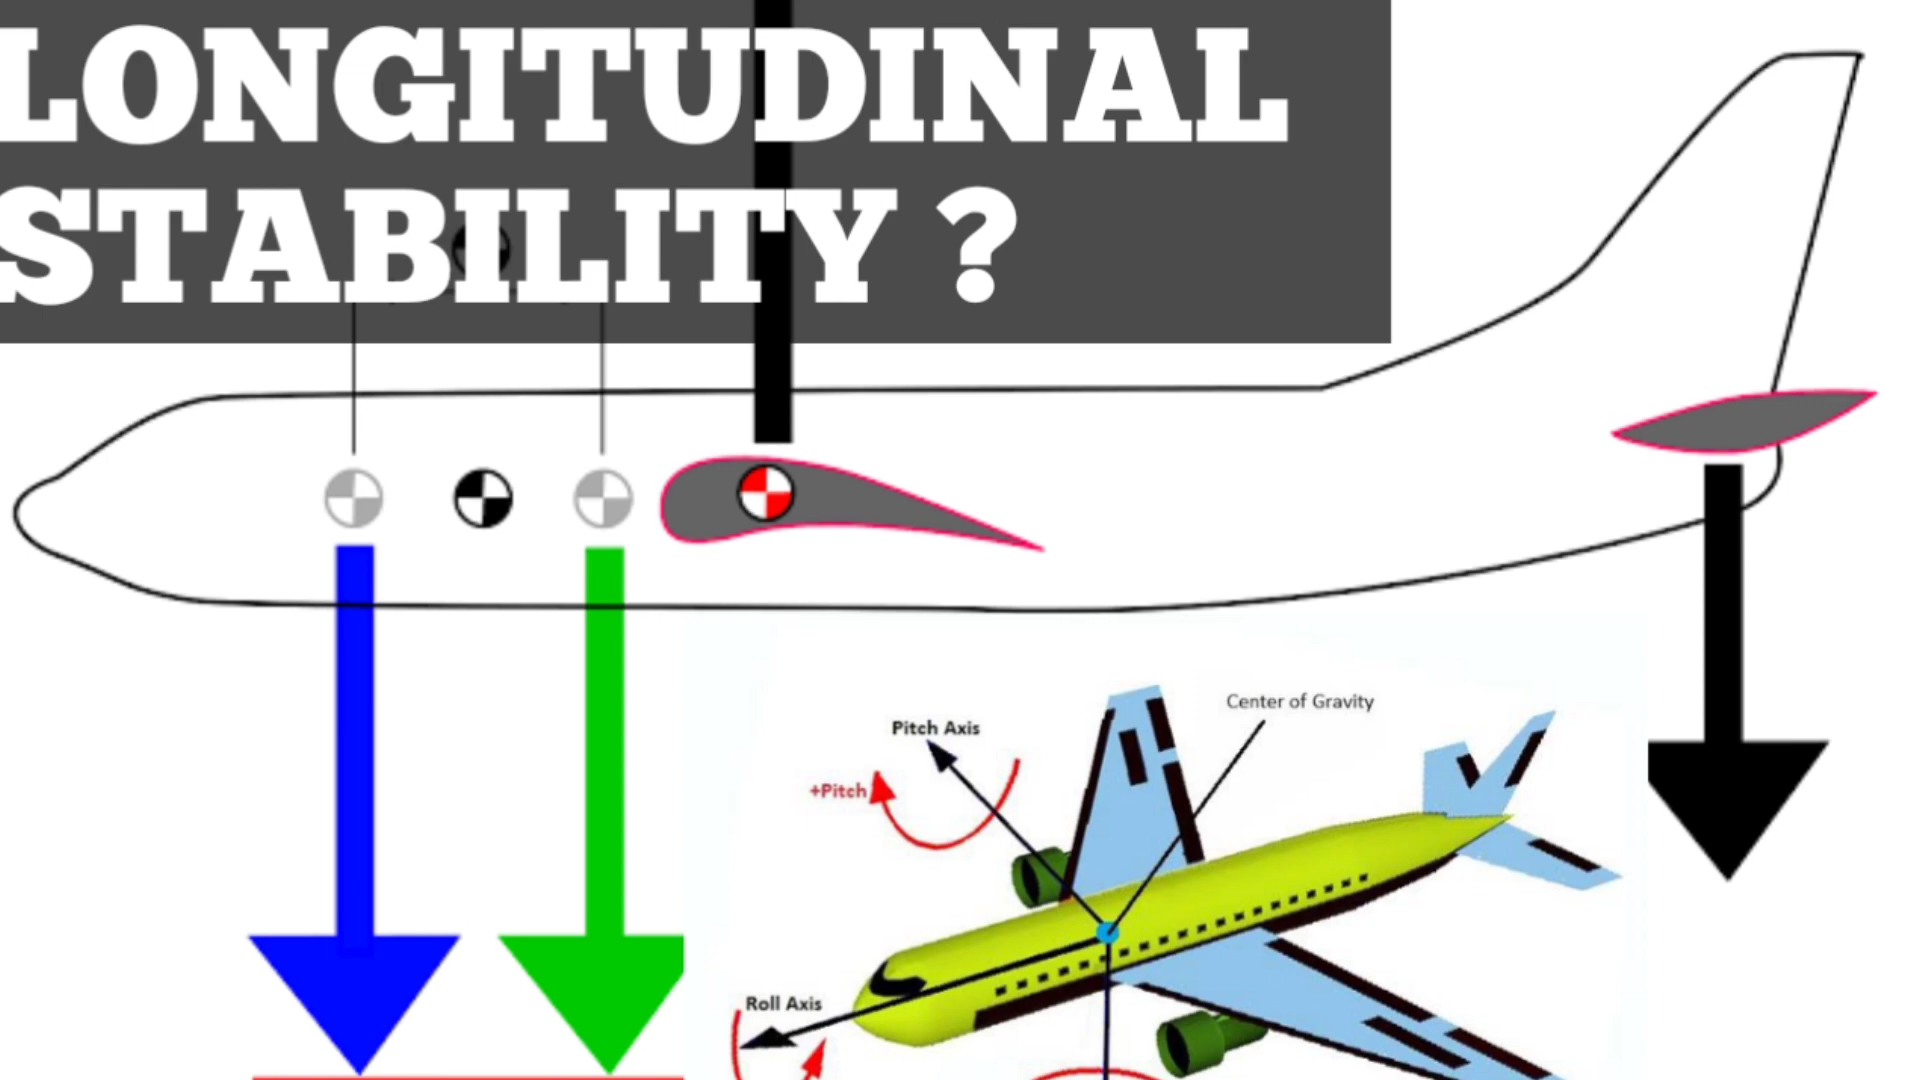 LONGITUDINAL
STABILITY ?
Center of Gravity
Pitch Axis
+Pitch
Roll Axis